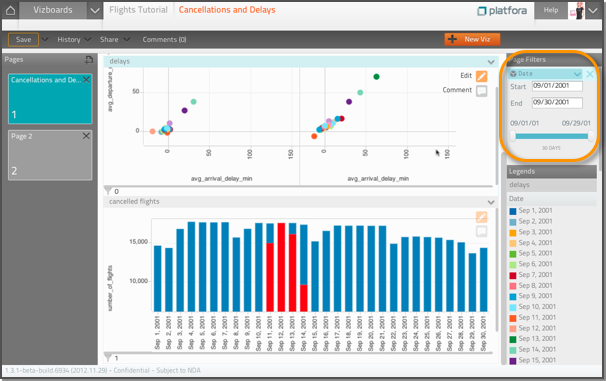 Vizboards Flights Tutorial Cancellations and Delays platfora Help
Save History Share Comments (0) + New Viz
Pages
Cancellations and De...
1
Page 2
2
delays
Edit
Comment
avg_departure_
50
0
0
50
100
150
0
50
100
150
avg_arrival_delay_min
avg_arrival_delay_min
0
cancelled flights
number_of_flights
15,000
10,000
Sep 1, 2001
Sep 2, 2001
Sep 3, 2001
Sep 4, 2001
Sep 5, 2001
Sep 6, 2001
Sep 7, 2001
Sep 8, 2001
Sep 9, 2001
Sep 10, 2001
Sep 11, 2001
Sep 12, 2001
Sep 13, 2001
Sep 14, 2001
Sep 15, 2001
Sep 16, 2001
Sep 17, 2001
Sep 18, 2001
Sep 19, 2001
Sep 20, 2001
Sep 21, 2001
Sep 22, 2001
Sep 23, 2001
Sep 24, 2001
Sep 25, 2001
Sep 26, 2001
Sep 27, 2001
Sep 28, 2001
Sep 29, 2001
Sep 30, 2001
1
Page Filters
Date
Start 09/01/2001
End 09/30/2001
09/01/01 09/29/01
30 DAYS
Legends
delays
Date
Sep 1, 2001
Sep 2, 2001
Sep 3, 2001
Sep 4, 2001
Sep 5, 2001
Sep 6, 2001
Sep 7, 2001
Sep 8, 2001
Sep 9, 2001
Sep 10, 2001
Sep 11, 2001
Sep 12, 2001
Sep 13, 2001
Sep 14, 2001
Sep 15, 2001
1.3.1-beta-build 6934 (2012.11.29) - Confidential - Subject to NDA